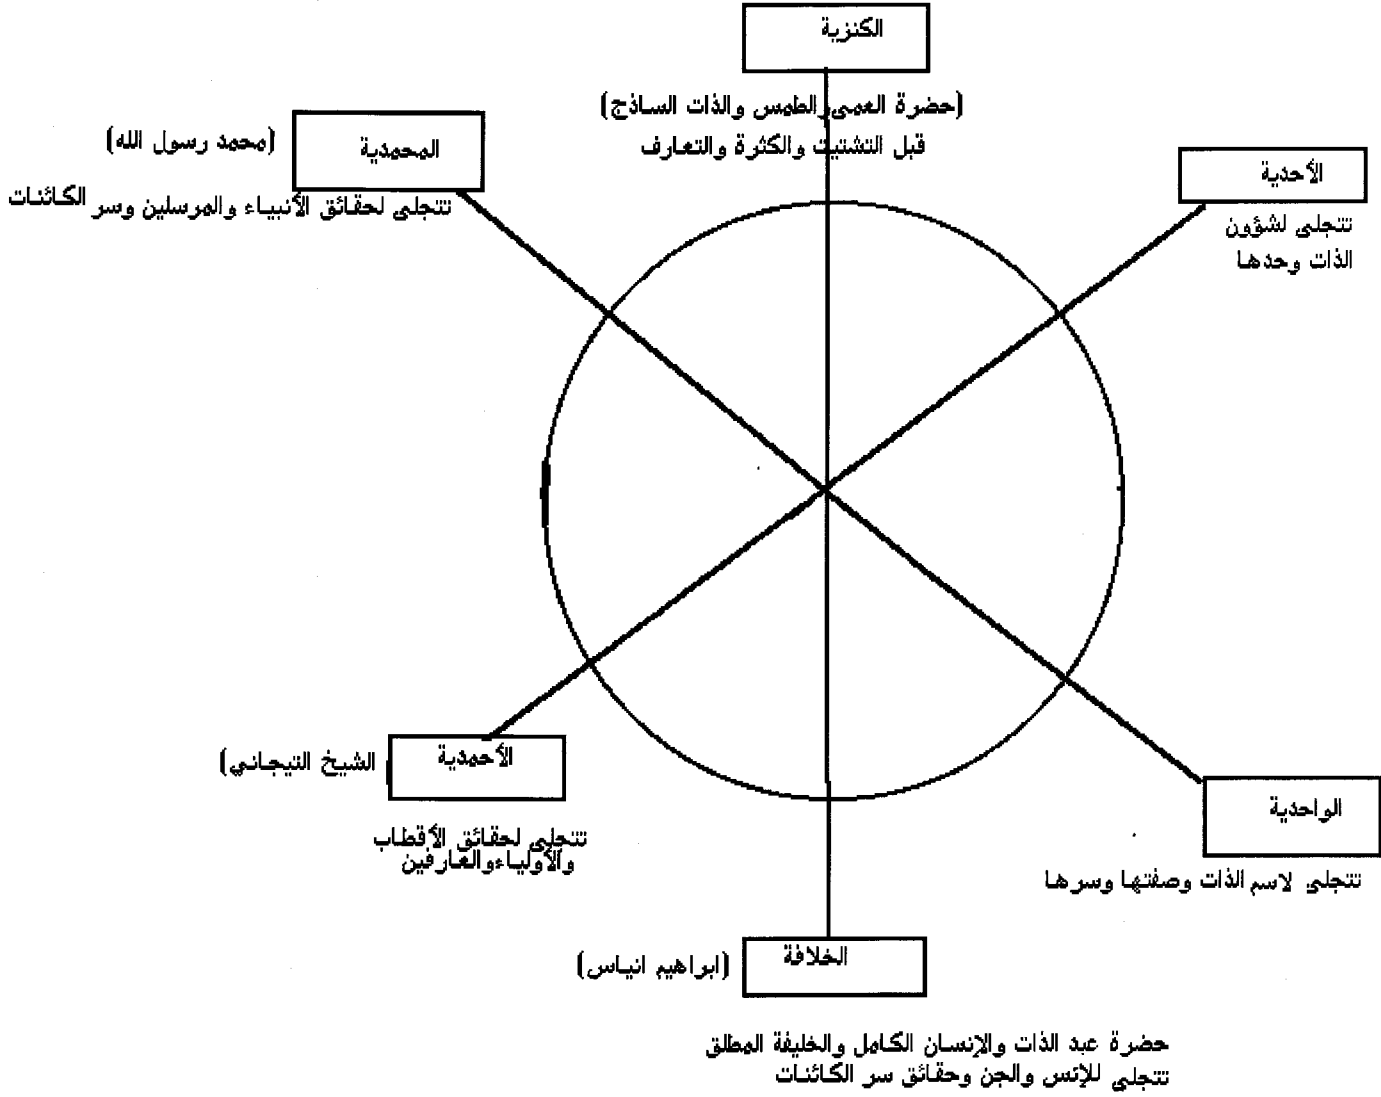 الكنزية
(حضرة العمى والطمس والذات الساذج)
قبل التشتيت والكثرة والتعارف
الأحدية
تتجلى لشؤون
الذات وحدها
المحمدية
(محمد رسول الله)
تتجلى لحقائق الأنبياء والمرسلين وسر الكائنات
الواحدية
تتجلى لاسم الذات وصفتها وسرها
الأحمدية
الشيخ التيجاني)
تتجلى لحقائق الأقطاب
والأولياء والعارفين
الخلافة
(ابراهيم انياس)
حضرة عبد الذات والإنسان الكامل والخليفة المطلق
تتجلى للإنس والجن وحقائق سر الكائنات